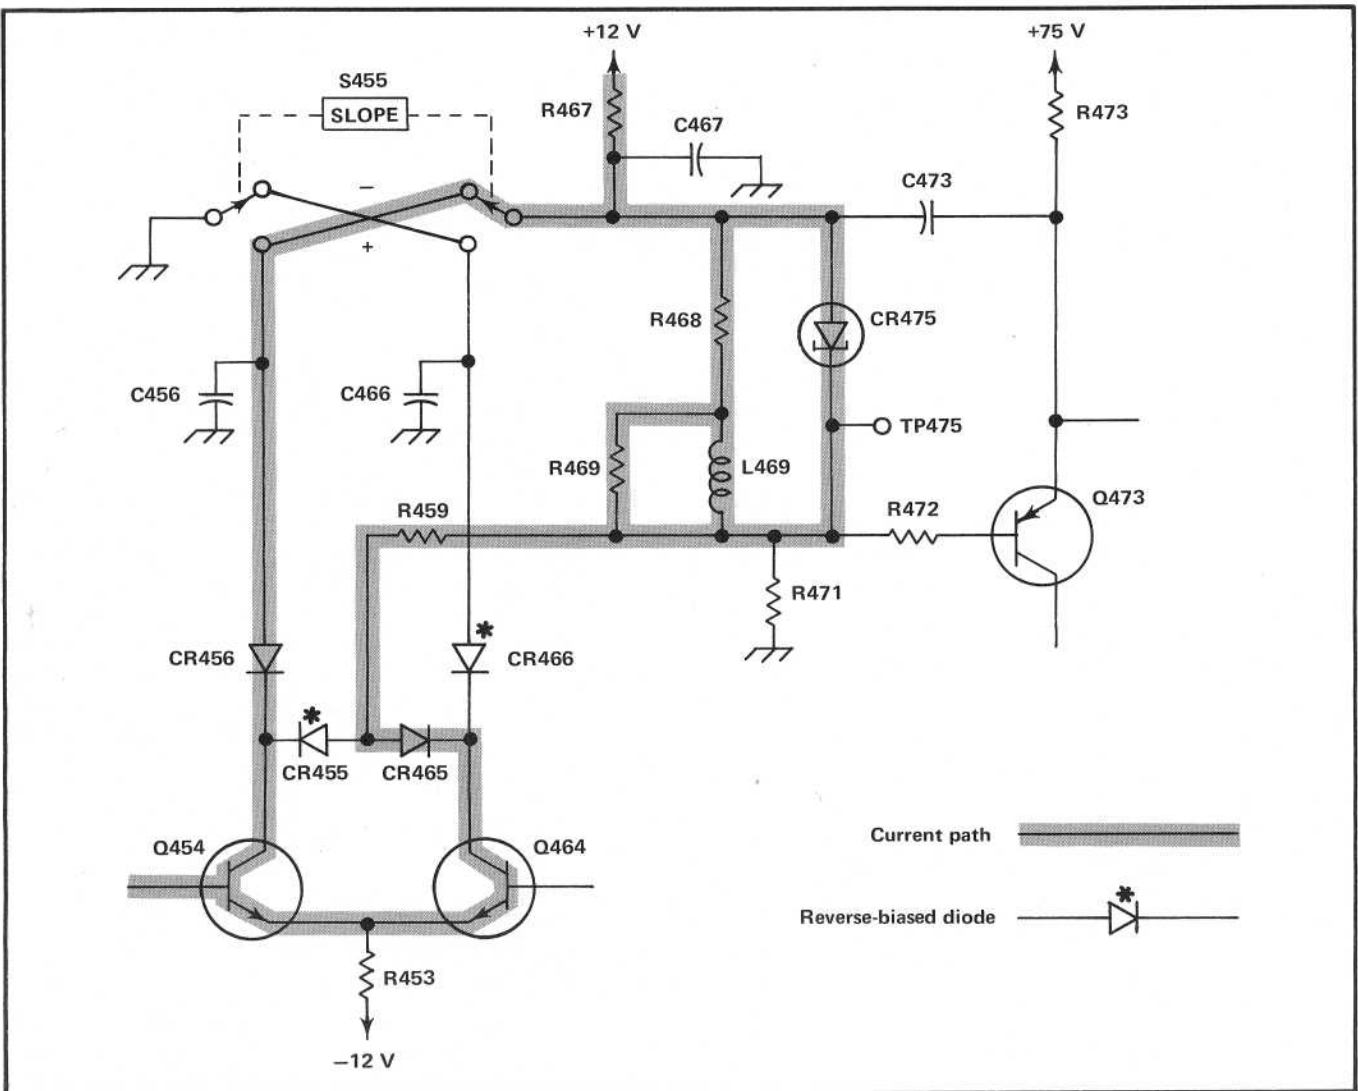 +12 V
+75 V
S455
SLOPE
R467
C467
R473
C473
−
+
R468
CR475
C456
C466
TP475
R469
L469
Q473
R459
R472
R471
CR456
*
CR466
*
CR455
CR465
Q454
Q464
Current path
Reverse-biased diode
*
R453
−12 V